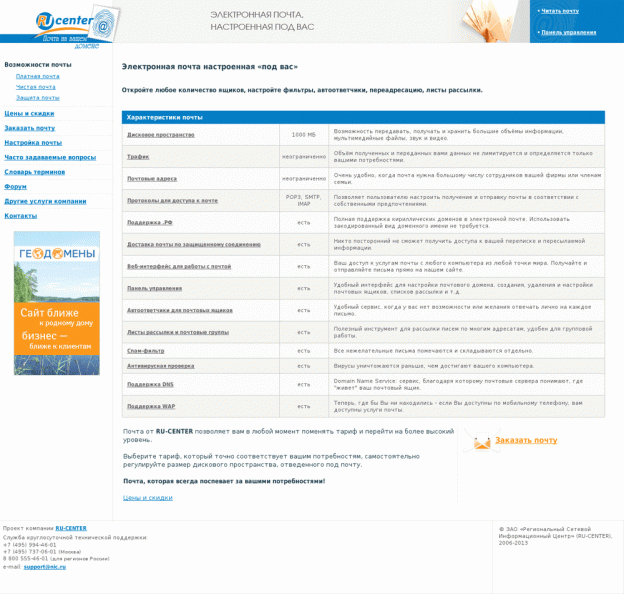 RU center
Почта на вашем
домене
ЭЛЕКТРОННАЯ ПОЧТА,
НАСТРОЕННАЯ ПОД ВАС
• Читать почту
• Панель управления
Возможности почты
Платная почта
Чистая почта
Защита почты
Цены и скидки
Заказать почту
Настройка почты
Часто задаваемые вопросы
Словарь терминов
Форум
Другие услуги компании
Контакты
ГЕОДОМЕНЫ
Сайт ближе
к родному дому
бизнес —
ближе к клиентам
Электронная почта настроенная «под вас»
Откройте любое количество ящиков, настройте фильтры, автоответчики, переадресацию, листы рассылки.
Характеристики почты
Дисковое пространство
1000 МБ
Возможность передавать, получать и хранить большие объёмы информации,
мультимедийные файлы, звук и видео.
Трафик
неограниченно
Объём полученных и переданных вами данных не лимитируется и определяется только
вашими потребностями.
Почтовые адреса
неограниченно
Очень удобно, когда почта нужна большому числу сотрудников вашей фирмы или членам
семьи.
Протоколы для доступа к почте
POP3, SMTP,
IMAP
Позволяет пользователю настроить получение и отправку почты в соответствии с
собственными предпочтениями.
Поддержка .РФ
есть
Полная поддержка кириллических доменов в электронной почте. Использовать
закодированный вид доменного имени не требуется.
Доставка почты по защищенному соединению
есть
Никто посторонний не сможет получить доступ к вашей переписке и пересылаемой
информации.
Веб-интерфейс для работы с почтой
есть
Ваш доступ к услугам почты с любого компьютера из любой точки мира. Получайте и
отправляйте письма прямо на нашем сайте.
Панель управления
есть
Удобный интерфейс для настройки почтового домена, создания, удаления и настройки
почтовых ящиков, списков рассылки и т.д.
Автоответчики для почтовых ящиков
есть
Удобный сервис, когда у вас нет возможности или желания отвечать лично на каждое
письмо.
Листы рассылки и почтовые группы
есть
Полезный инструмент для рассылки писем по многим адресатам, удобен для групповой
работы.
Спам-фильтр
есть
Все нежелательные письма помечаются и складываются отдельно.
Антивирусная проверка
есть
Вирусы уничтожаются раньше, чем достигают вашего компьютера.
Поддержка DNS
есть
Domain Name Service: сервис, благодаря которому почтовые сервера понимают, где
"живет" ваш почтовый ящик.
Поддержка WAP
есть
Теперь, где бы Вы ни находились - если Вы доступны по мобильному телефону, вам
доступны услуги почты.
Почта от RU-CENTER позволяет вам в любой момент поменять тариф и перейти на более высокий
уровень.
Выберите тариф, который точно соответствует вашим потребностям, самостоятельно
регулируйте размер дискового пространства, отведенного под почту.
Почта, которая всегда поспевает за вашими потребностями!
Цены и скидки
Заказать почту
Проект компании RU-CENTER
Служба круглосуточной технической поддержки:
+7 (495) 994-46-01
+7 (495) 737-06-01 (Москва)
8 800 555-46-01 (для регионов России)
e-mail: support@nic.ru
© ЗАО «Региональный Сетевой
Информационный Центр» (RU-CENTER),
2006-2013